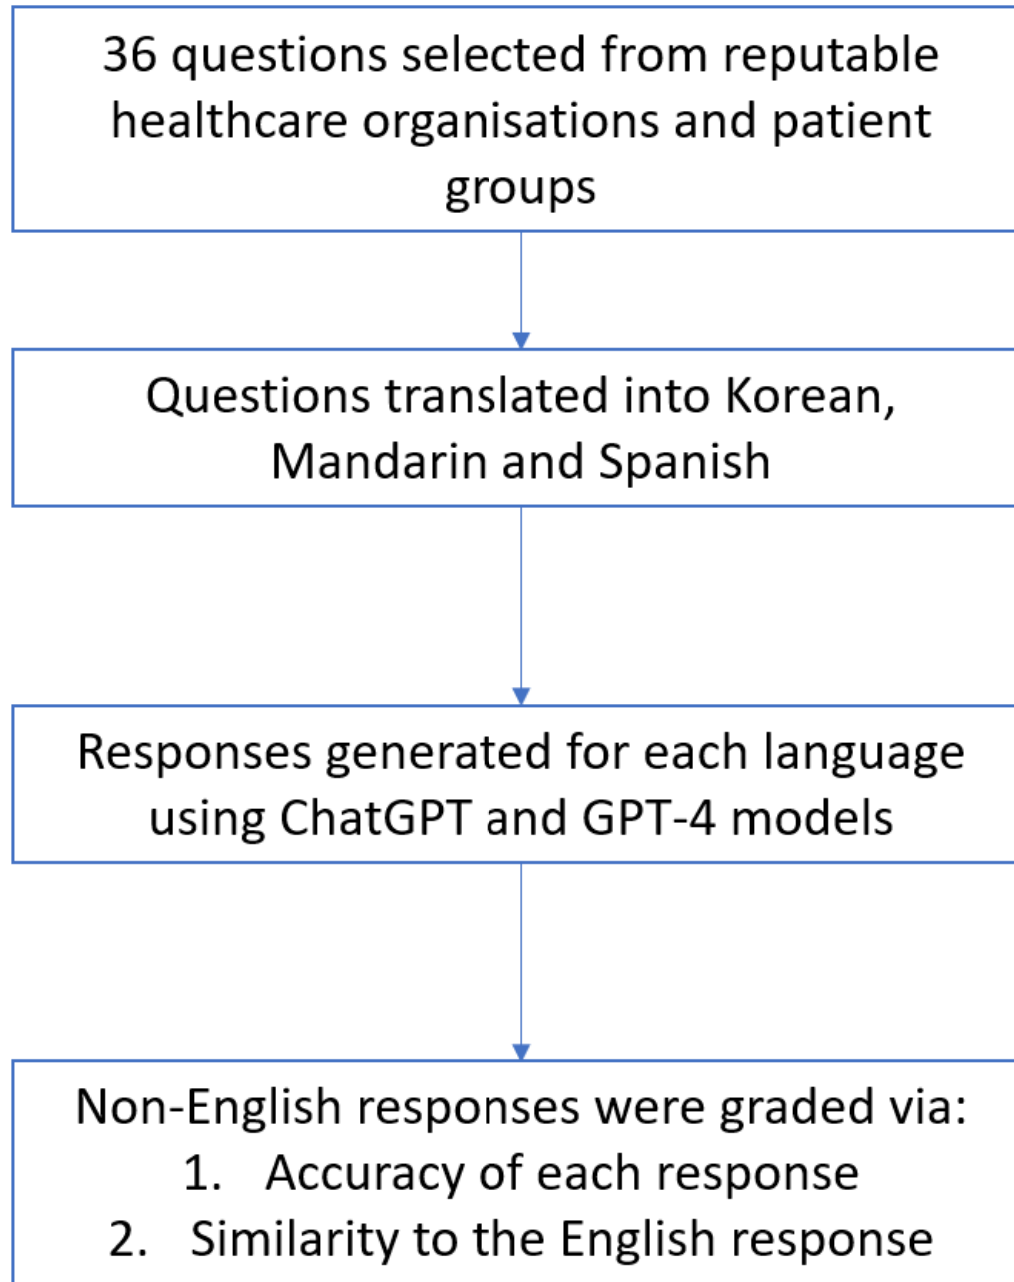 36 questions selected from reputable
healthcare organisations and patient
groups
Questions translated into Korean,
Mandarin and Spanish
Responses generated for each language
using ChatGPT and GPT-4 models
Non-English responses were graded via:
1. Accuracy of each response
2. Similarity to the English response